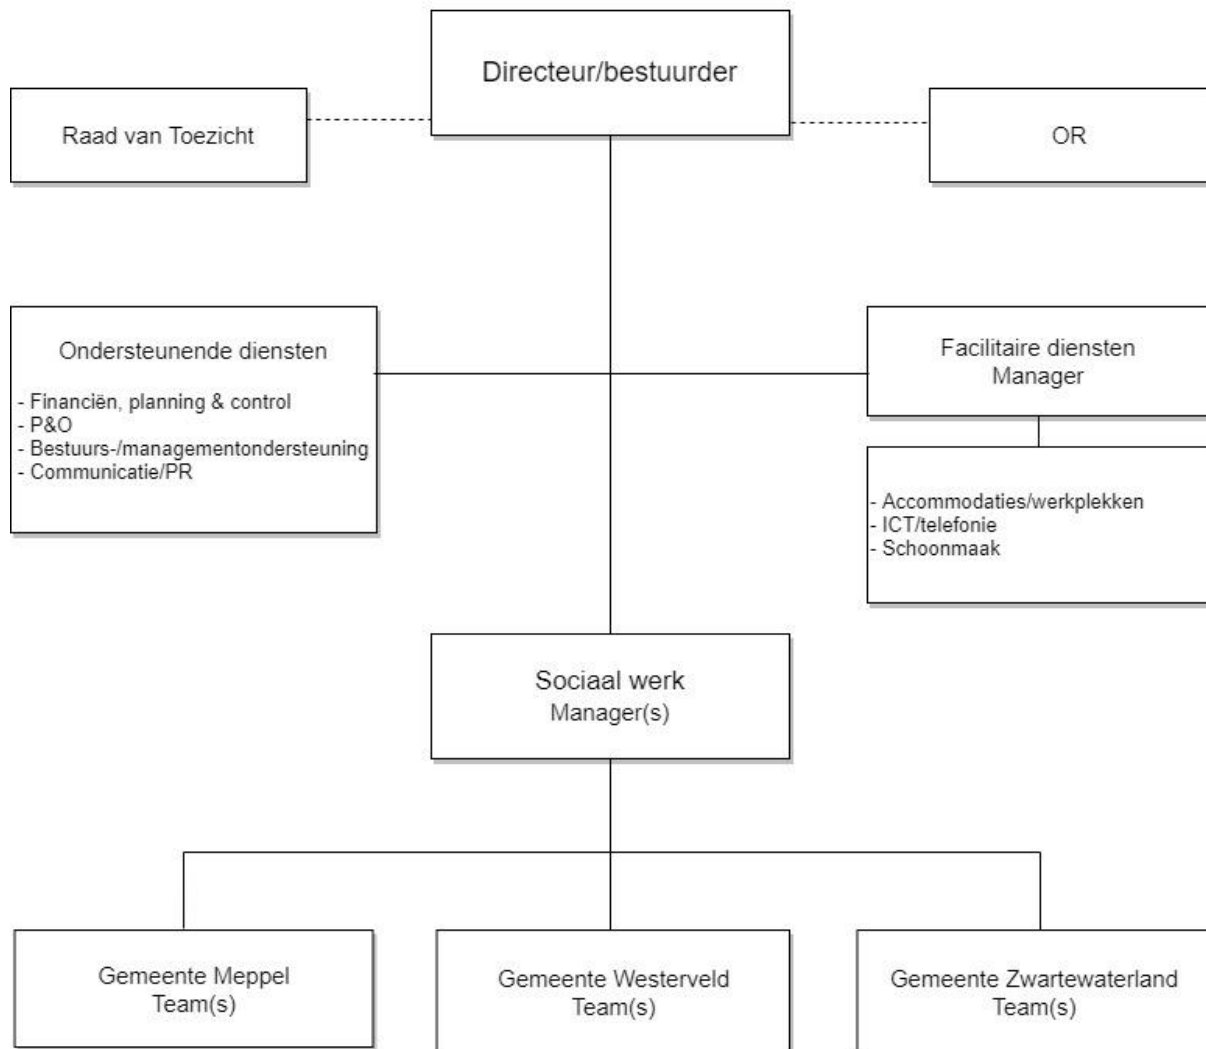 Directeur/bestuurder
Raad van Toezicht
OR
Ondersteunende diensten
- Financiën, planning & control
- P&O
- Bestuurs-/managementondersteuning
- Communicatie/PR
Facilitaire diensten
Manager
- Accommodaties/werkplekken
- ICT/telefonie
- Schoonmaak
Sociaal werk
Manager(s)
Gemeente Meppel
Team(s)
Gemeente Westerveld
Team(s)
Gemeente Zwartewaterland
Team(s)